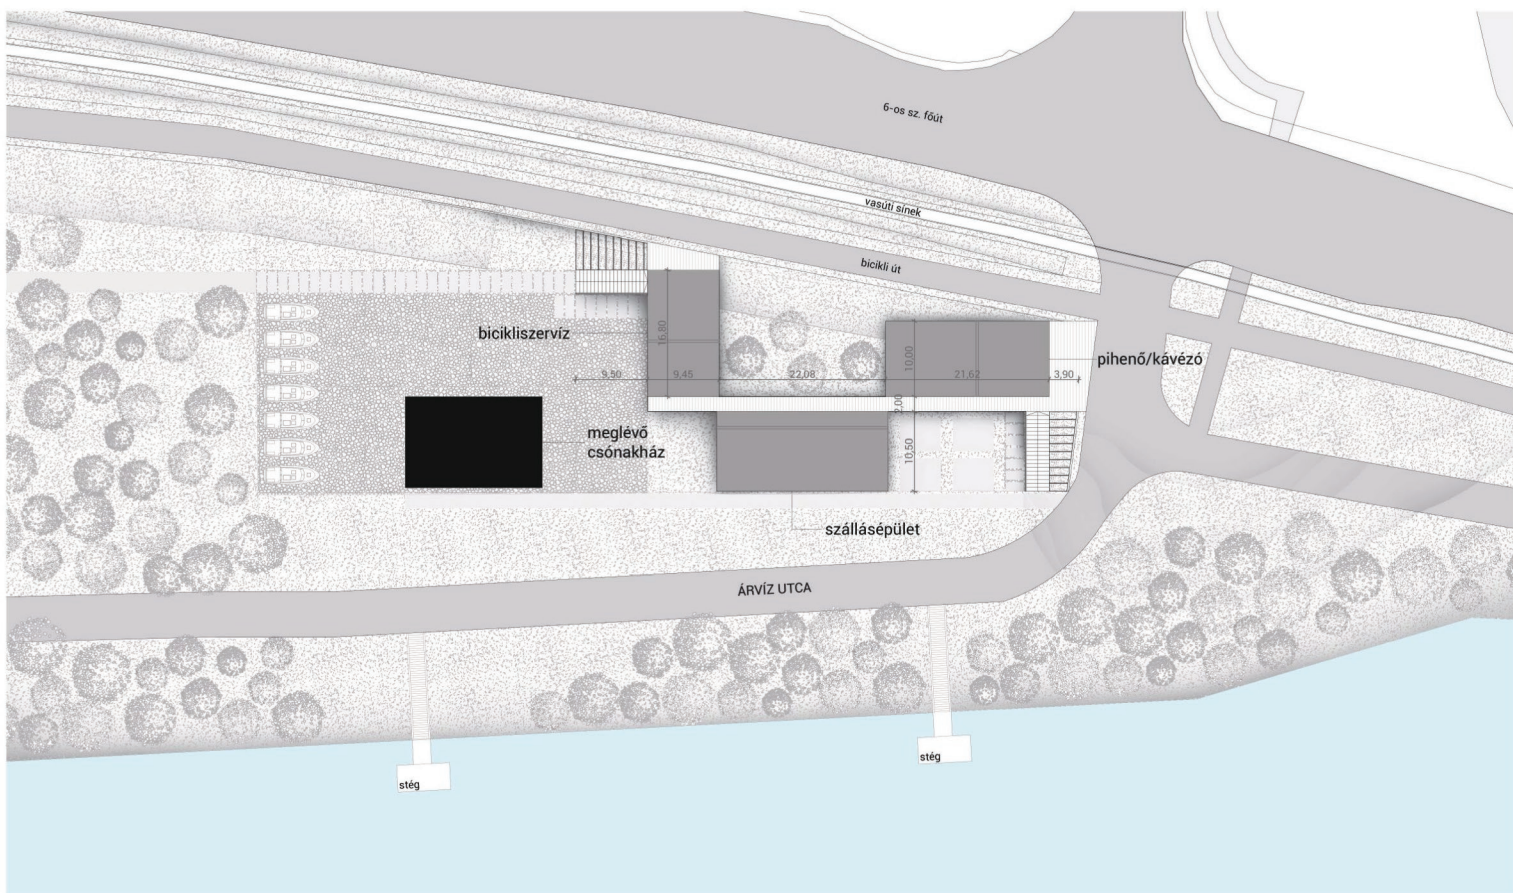 6-os sz. főút
vasúti sínek
bicikli út
bicikliszervíz
16,80
pihenő/kávézó
10,00
9,50
9,45
22,08
21,62
3,90
2,00
meglévő
csónakház
10,50
szállásépület
ÁRVÍZ UTCA
stég
stég